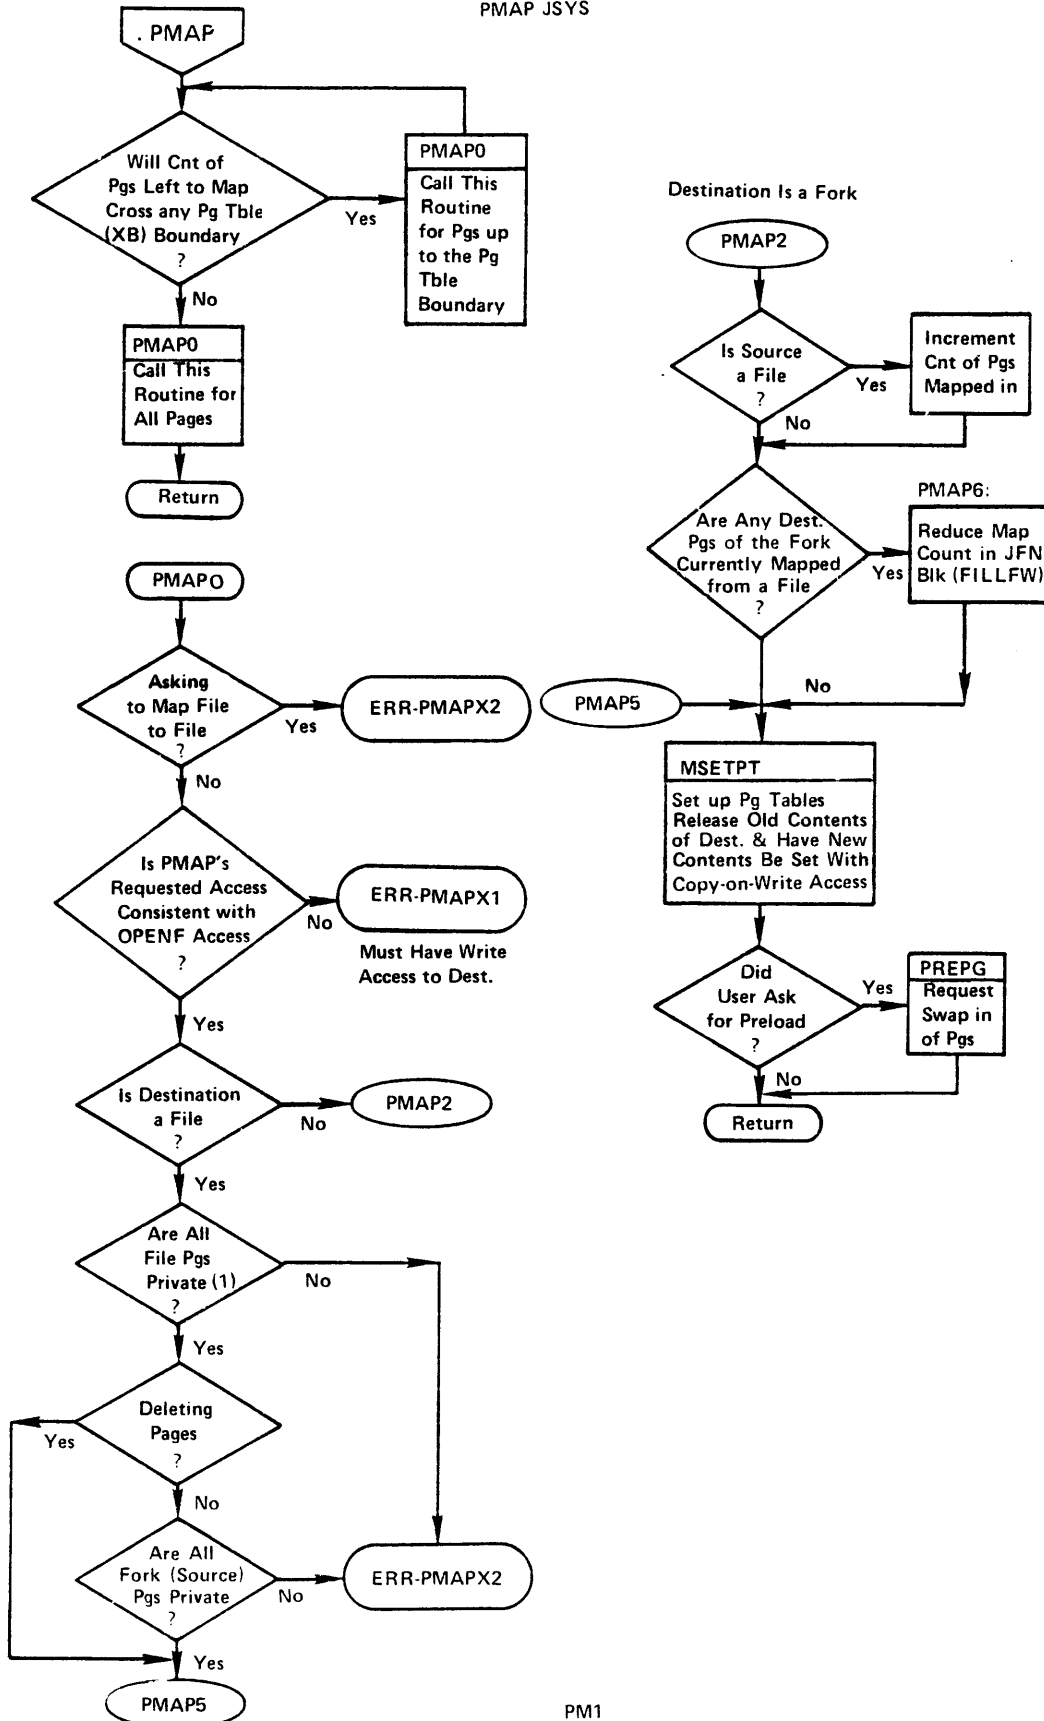 PMAP JSYS
PMAP
Will Cnt of
Pgs Left to Map
Cross any Pg Tble
(XB) Boundary
?
Yes
PMAP0
Call This
Routine
for Pgs up
to the Pg
Tble
Boundary
No
PMAP0
Call This
Routine for
All Pages
Return
PMAP0
Asking
to Map File
to File
?
Yes
ERR-PMAPX2
No
Is PMAP's
Requested Access
Consistent with
OPENF Access
?
No
ERR-PMAPX1
Must Have Write
Access to Dest.
Yes
Is Destination
a File
?
No
PMAP2
Yes
Are All
File Pgs
Private (1)
?
No
Yes
Deleting
Pages
?
Yes
No
Are All
Fork (Source)
Pgs Private
?
No
ERR-PMAPX2
Yes
PMAP5
Destination Is a Fork
PMAP2
Is Source
a File
?
Yes
Increment
Cnt of Pgs
Mapped in
No
Are Any Dest.
Pgs of the Fork
Currently Mapped
from a File
?
Yes
PMAP6:
Reduce Map
Count in JFN
Blk (FILLFW)
No
PMAP5
MSETPT
Set up Pg Tables
Release Old Contents
of Dest. & Have New
Contents Be Set With
Copy-on-Write Access
Did
User Ask
for Preload
?
Yes
PREPG
Request
Swap in
of Pgs
No
Return
PM1